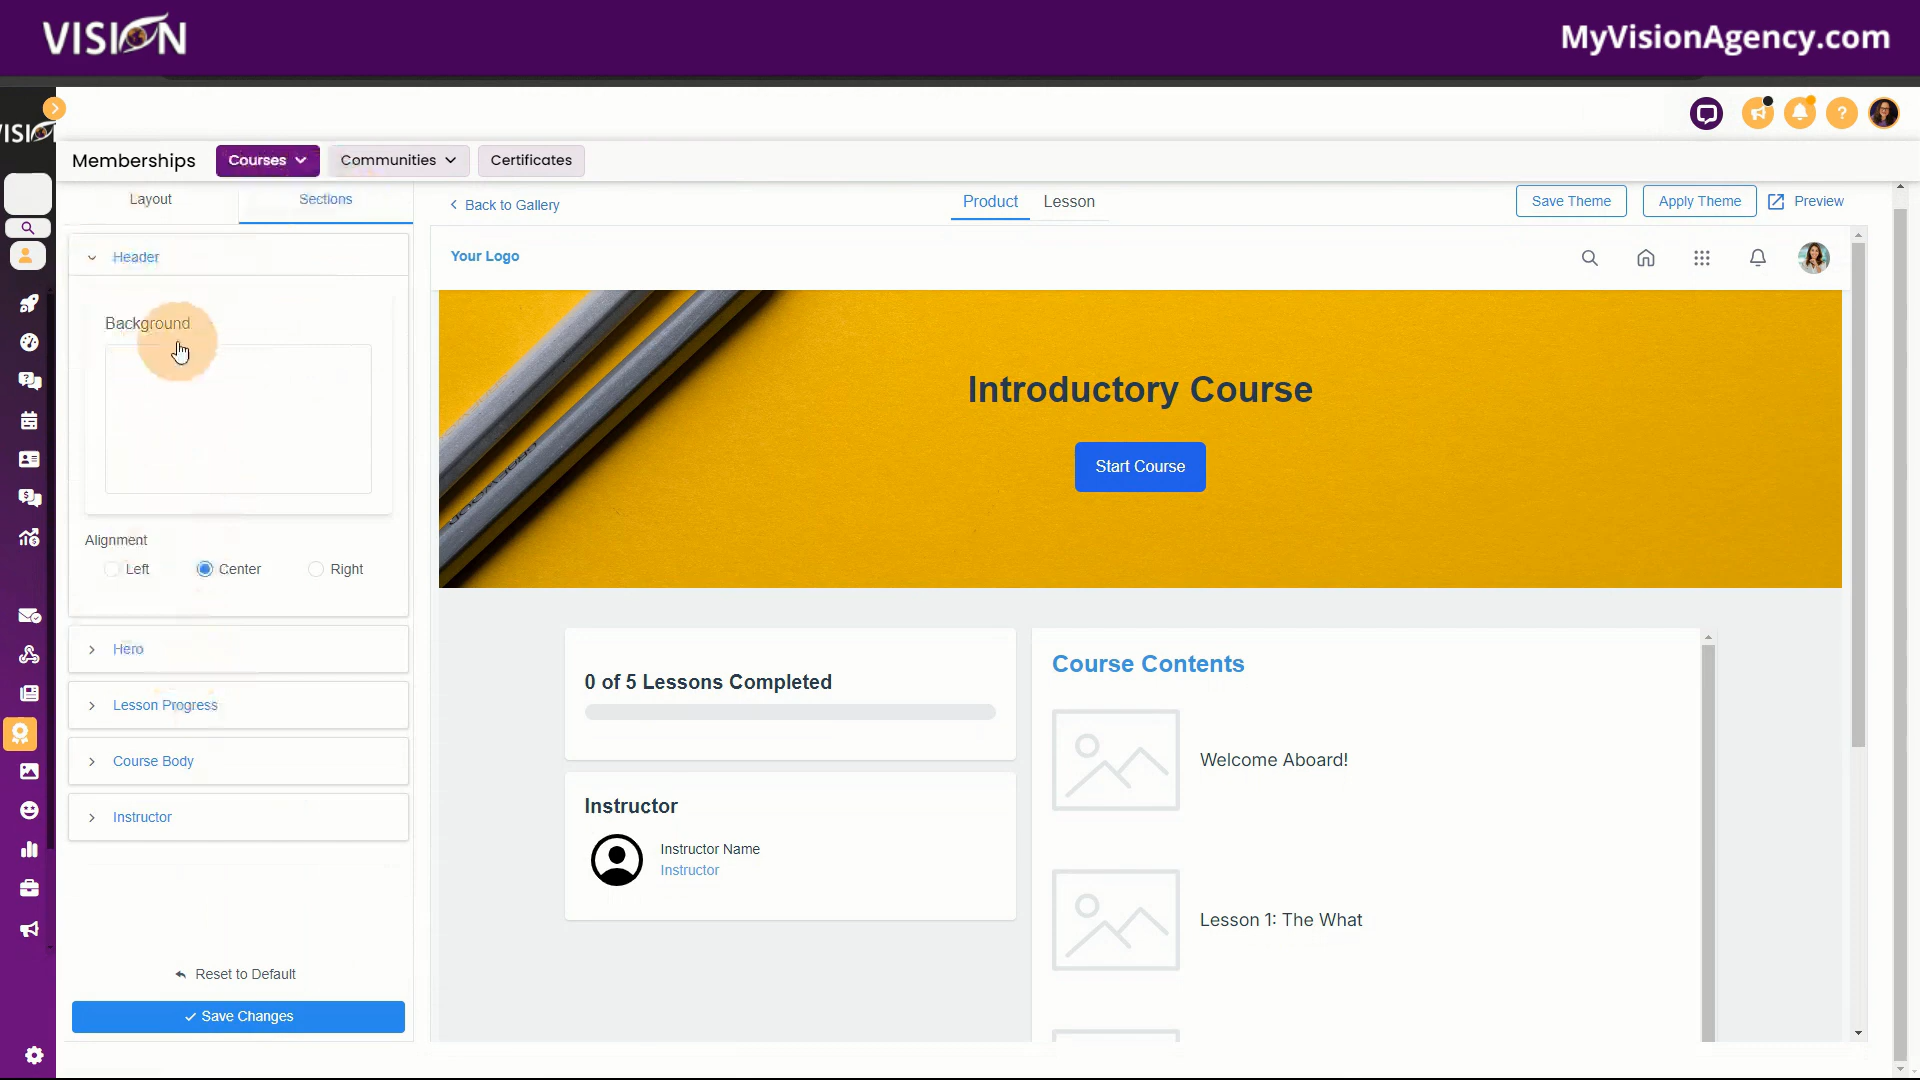 VISION
MyVisionAgency.com
Memberships
Courses
Communities
Certificates
Layout
Sections
Back to Gallery
Product
Lesson
Save Theme
Apply Theme
Preview
Header
Your Logo
Background
Introductory Course
Start Course
Alignment
Left
Center
Right
Hero
Lesson Progress
Course Body
Instructor
0 of 5 Lessons Completed
Course Contents
Welcome Aboard!
Instructor
Instructor Name
Instructor
Lesson 1: The What
Reset to Default
Save Changes